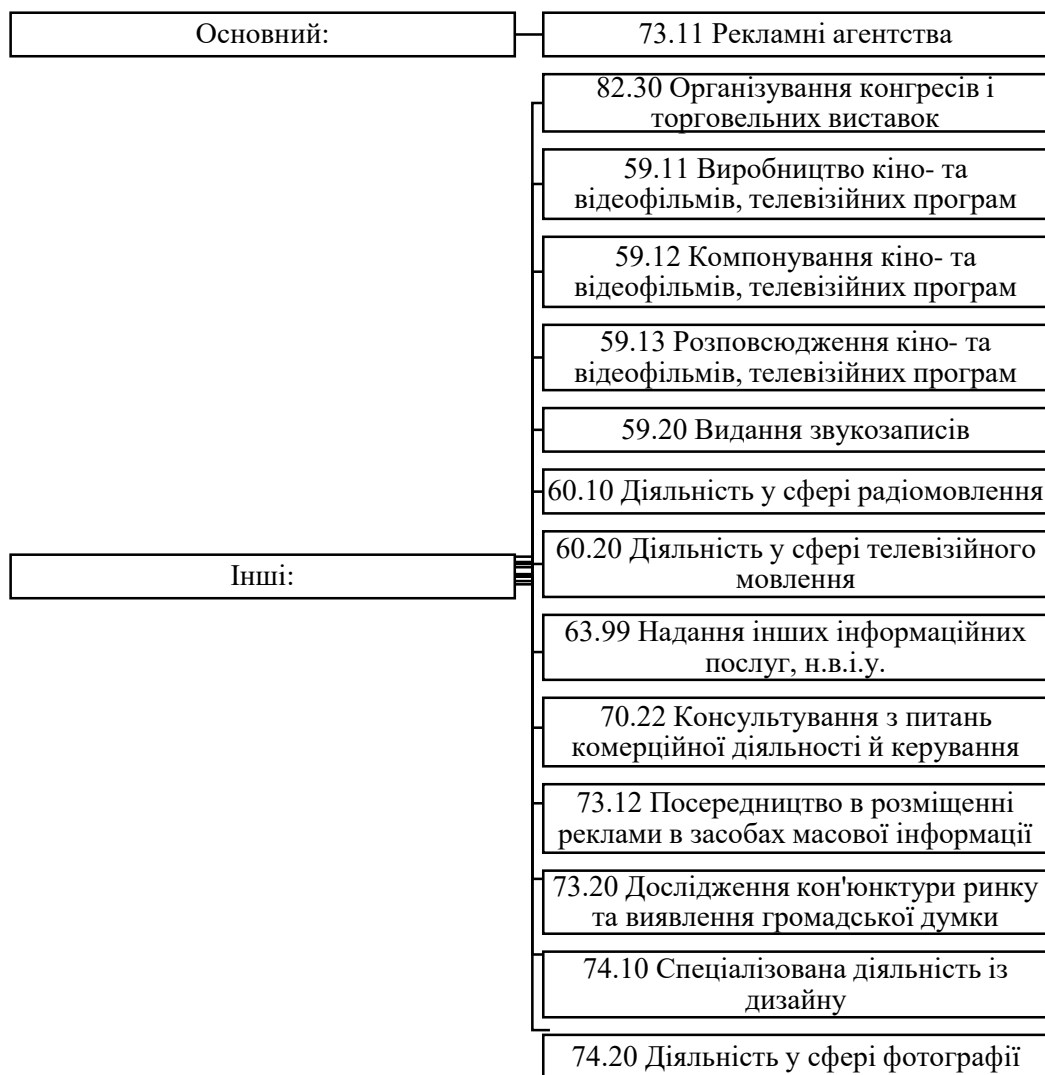 Основний:
73.11 Рекламні агентства
82.30 Організування конгресів і
торговельних виставок
59.11 Виробництво кіно- та
відеофільмів, телевізійних програм
59.12 Компонування кіно- та
відеофільмів, телевізійних програм
59.13 Розповсюдження кіно- та
відеофільмів, телевізійних програм
59.20 Видання звукозаписів
60.10 Діяльність у сфері радіомовлення
Інші:
60.20 Діяльність у сфері телевізійного
мовлення
63.99 Надання інших інформаційних
послуг, н.в.і.у.
70.22 Консультування з питань
комерційної діяльності й керування
73.12 Посередництво в розміщенні
реклами в засобах масової інформації
73.20 Дослідження кон'юнктури ринку
та виявлення громадської думки
74.10 Спеціалізована діяльність із
дизайну
74.20 Діяльність у сфері фотографії